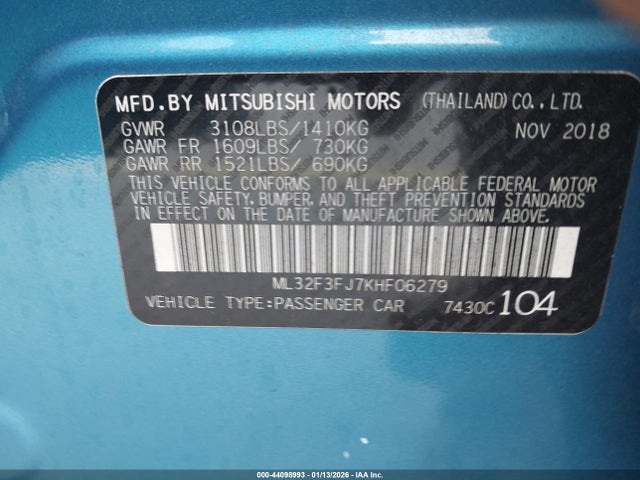 MFD.BY MITSUBISHI MOTORS (THAILAND)CO.,LTD.
GVWR 3108LBS/1410KG NOV 2018
GAWR FR 1609LBS/ 730KG
GAWR RR 1521LBS/ 690KG
THIS VEHICLE CONFORMS TO ALL APPLICABLE FEDERAL MOTOR
VEHICLE SAFETY, BUMPER, AND THEFT PREVENTION STANDARDS
IN EFFECT ON THE DATE OF MANUFACTURE SHOWN ABOVE.
ML32F3FJ7KHF06279
VEHICLE TYPE:PASSENGER CAR 7430C 104
000-44098993 - 01/13/2026 - IAA Inc.